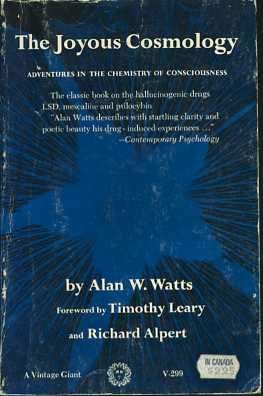 The Joyous Cosmology
ADVENTURES IN THE CHEMISTRY OF CONSCIOUSNESS
The classic book on the hallucinogenic drugs
LSD, mescaline and psilocybin
"Alan Watts describes with startling clarity and
poetic beauty his drug-induced experiences ..."
—Contemporary Psychology
by Alan W. Watts
Foreword by Timothy Leary
and Richard Alpert
IN CANADA
$2.25
A Vintage Giant
V-299